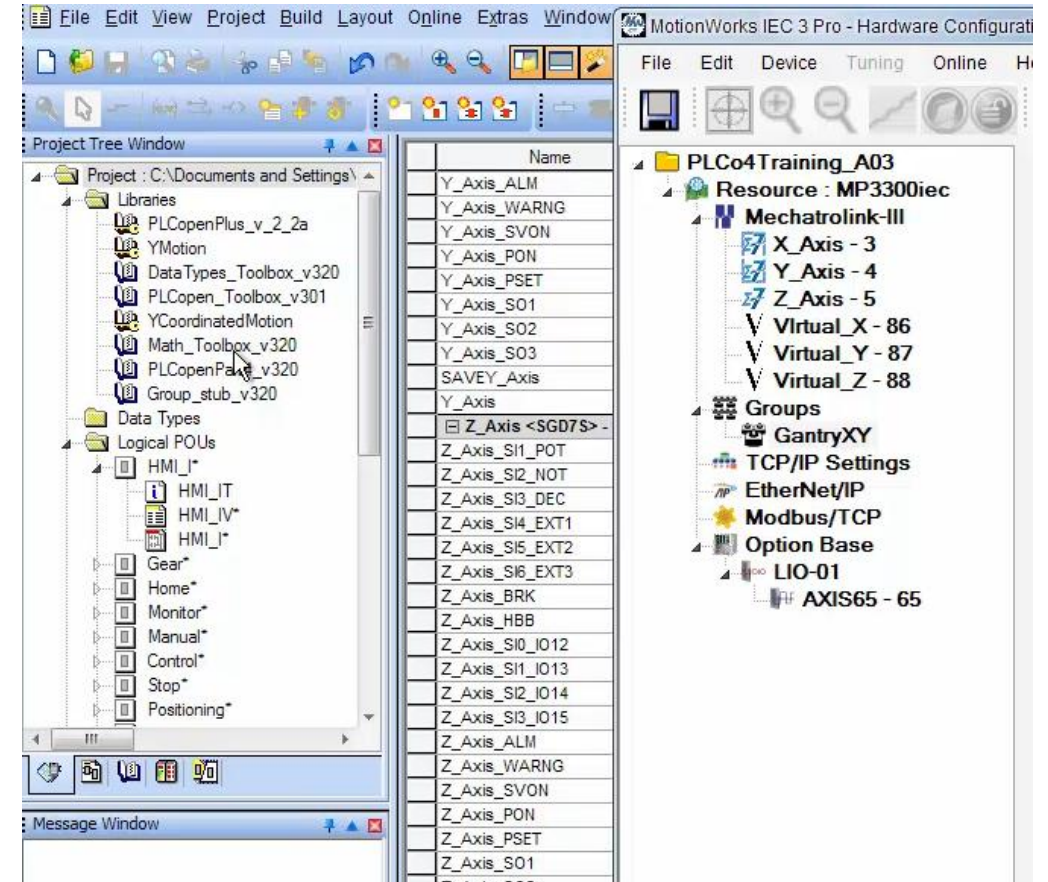 File Edit View Project Build Layout Online Extras Window
Project Tree Window
Project : C:\Documents and Settings\
Libraries
PLCopenPlus_v_2_2a
YMotion
DataTypes_Toolbox_v320
PLCopen_Toolbox_v301
YCoordinatedMotion
Math_Toolbox_v320
Group_stub_v320
Data Types
Logical POUs
HMI_I*
HMI_IT
HMI_IV*
HMI_I*
Gear*
Home*
Monitor*
Manual*
Control*
Stop*
Positioning*
Message Window
Name
Y_Axis_ALM
Y_Axis_WARNG
Y_Axis_SVON
Y_Axis_PON
Y_Axis_PSET
Y_Axis_SO1
Y_Axis_SO2
Y_Axis_SO3
SAVEY_Axis
Y_Axis
Z_Axis <SGD7S> -
Z_Axis_SI1_POT
Z_Axis_SI2_NOT
Z_Axis_SI3_DEC
Z_Axis_SI4_EXT1
Z_Axis_SI5_EXT2
Z_Axis_SI6_EXT3
Z_Axis_BRK
Z_Axis_HBB
Z_Axis_SI0_IO12
Z_Axis_SI1_IO13
Z_Axis_SI2_IO14
Z_Axis_SI3_IO15
Z_Axis_ALM
Z_Axis_WARNG
Z_Axis_SVON
Z_Axis_PON
Z_Axis_PSET
Z_Axis_SO1
MotionWorks IEC 3 Pro - Hardware Configurati
File Edit Device Tuning Online
PLCo4Training_A03
Resource : MP3300iec
Mechatrolink-III
X_Axis - 3
Y_Axis - 4
Z_Axis - 5
VIrtual_X - 86
Virtual_Y - 87
Virtual_Z - 88
Groups
GantryXY
TCP/IP Settings
EtherNet/IP
Modbus/TCP
Option Base
LIO-01
AXIS65 - 65